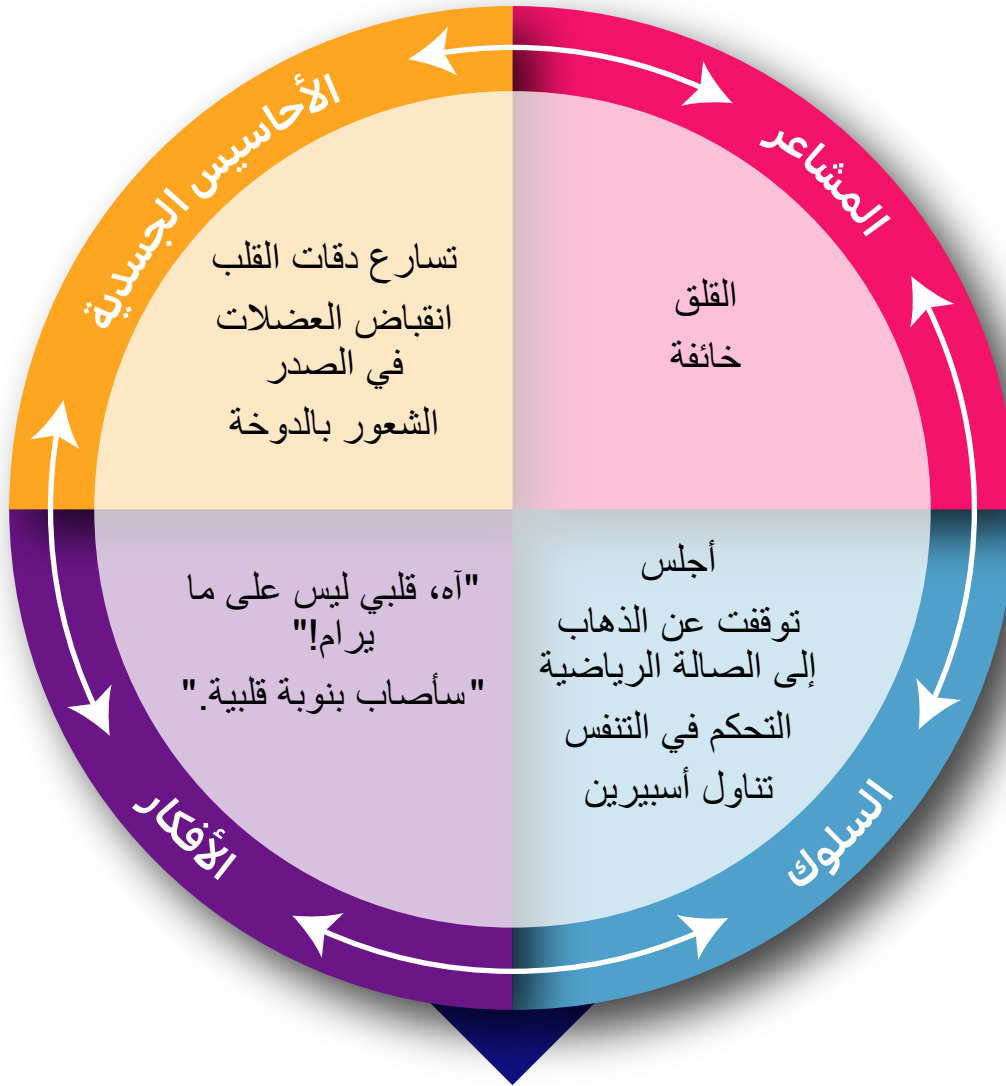 المشاعر
القلق
خائفة
الأحاسيس الجسدية
تسارع دقات القلب
انقباض العضلات
في الصدر
الشعور بالدوخة
السلوك
أجلس
توقفت عن الذهاب
إلى الصالة الرياضية
التحكم في التنفس
تناول أسبيرين
الأفكار
"آه، قلبي ليس على ما
يرام!"
"سأصاب بنوبة قلبية."